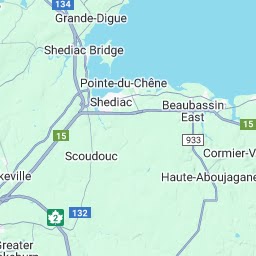 134
Grande-Digue
Shediac Bridge
Pointe-du-Chêne
Shediac
Beaubassin
East
15
15
933
Scoudouc
Cormier-V
Haute-Aboujagane
keville
2
132
Greater